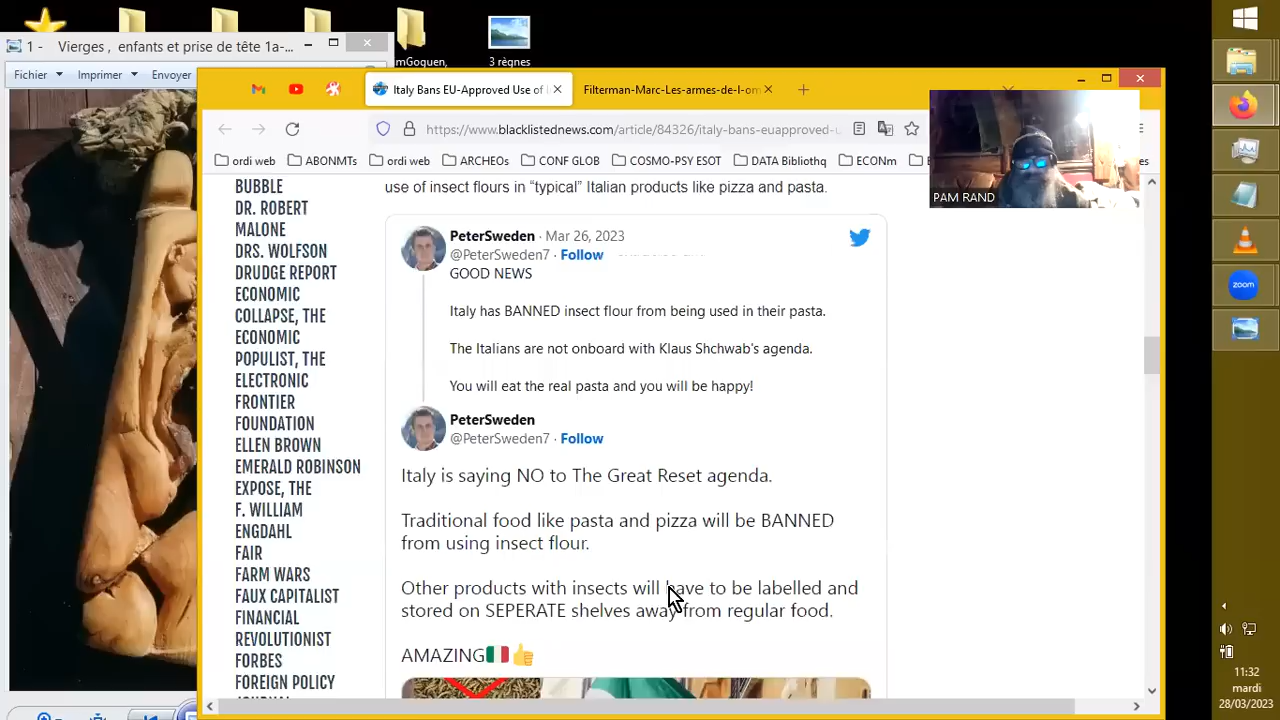 mGoquen,
3 règnes
1 - Vierges , enfants et prise de tête 1a-...
Fichier
Imprimer
Envoyer
Italy Bans EU-Approved Use of
Filterman-Marc-Les-armes-de-l-om
https://www.blacklistednews.com/article/84326/italy-bans-euapproved-u
ordi web
ABONMTs
ordi web
ARCHEOs
CONF GLOB
COSMO-PSY ESOT
DATA Bibliothq
ECONm
PAM RAND
BUBBLE
DR. ROBERT
MALONE
DRS. WOLFSON
DRUDGE REPORT
ECONOMIC
COLLAPSE, THE
ECONOMIC
POPULIST, THE
ELECTRONIC
FRONTIER
FOUNDATION
ELLEN BROWN
EMERALD ROBINSON
EXPOSE, THE
F. WILLIAM
ENGDAHL
FAIR
FARM WARS
FAUX CAPITALIST
FINANCIAL
REVOLUTIONIST
FORBES
FOREIGN POLICY
use of insect flours in “typical” Italian products like pizza and pasta.
PeterSweden · Mar 26, 2023
@PeterSweden7 · Follow
GOOD NEWS
Italy has BANNED insect flour from being used in their pasta.
The Italians are not onboard with Klaus Shchwab's agenda.
You will eat the real pasta and you will be happy!
PeterSweden
@PeterSweden7 · Follow
Italy is saying NO to The Great Reset agenda.
Traditional food like pasta and pizza will be BANNED
from using insect flour.
Other products with insects will have to be labelled and
stored on SEPERATE shelves away from regular food.
AMAZING🇮🇹👍
zoom
11:32
mardi
28/03/2023